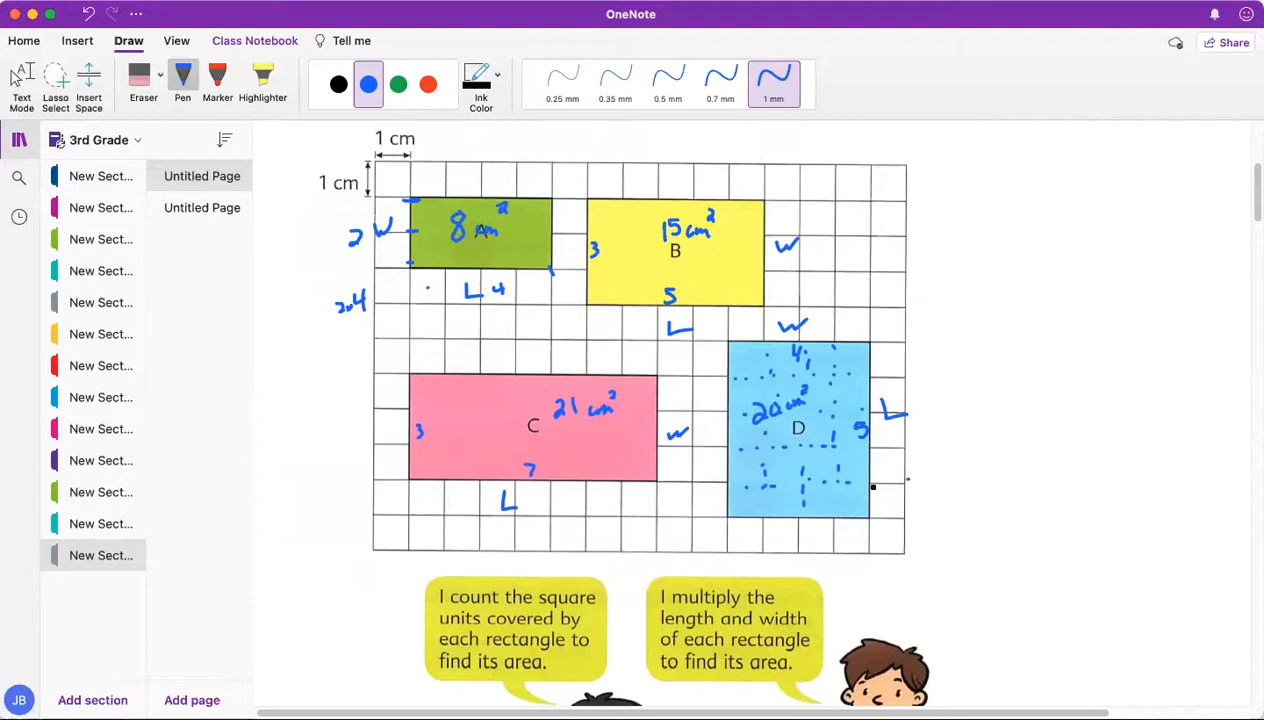 OneNote
Home Insert Draw View Class Notebook Tell me
Share
Text Mode
Lasso Select
Insert Space
Eraser
Pen
Marker
Highlighter
Ink Color
0.25 mm
0.35 mm
0.5 mm
0.7 mm
1 mm
3rd Grade
New Sect...
New Sect...
New Sect...
New Sect...
New Sect...
New Sect...
New Sect...
New Sect...
New Sect...
New Sect...
New Sect...
New Sect...
New Sect...
Untitled Page
Untitled Page
1 cm
1 cm
2 W
8 cm²
A
L 4
2x4
15 cm²
B
3
5
W
L
21 cm²
C
3
7
W
L
W
4
20 cm²
D
5
L
I count the square
units covered by
each rectangle to
find its area.
I multiply the
length and width
of each rectangle
to find its area.
JB
Add section
Add page